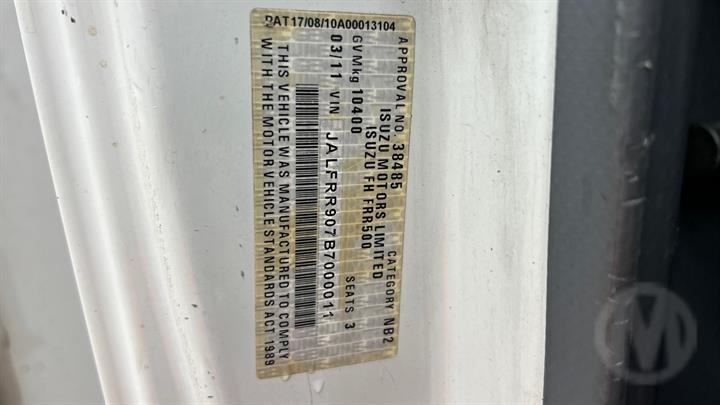 PAT17/08/10A00013104
APPROVAL NO. 38485 CATEGORY NB2
ISUZU MOTORS LIMITED
ISUZU FH FRR500
GVMkg 10400 SEATS 3
03/11 VIN JALFRR907B7000011
THIS VEHICLE WAS MANUFACTURED TO COMPLY
WITH THE MOTOR VEHICLE STANDARDS ACT 1989
M